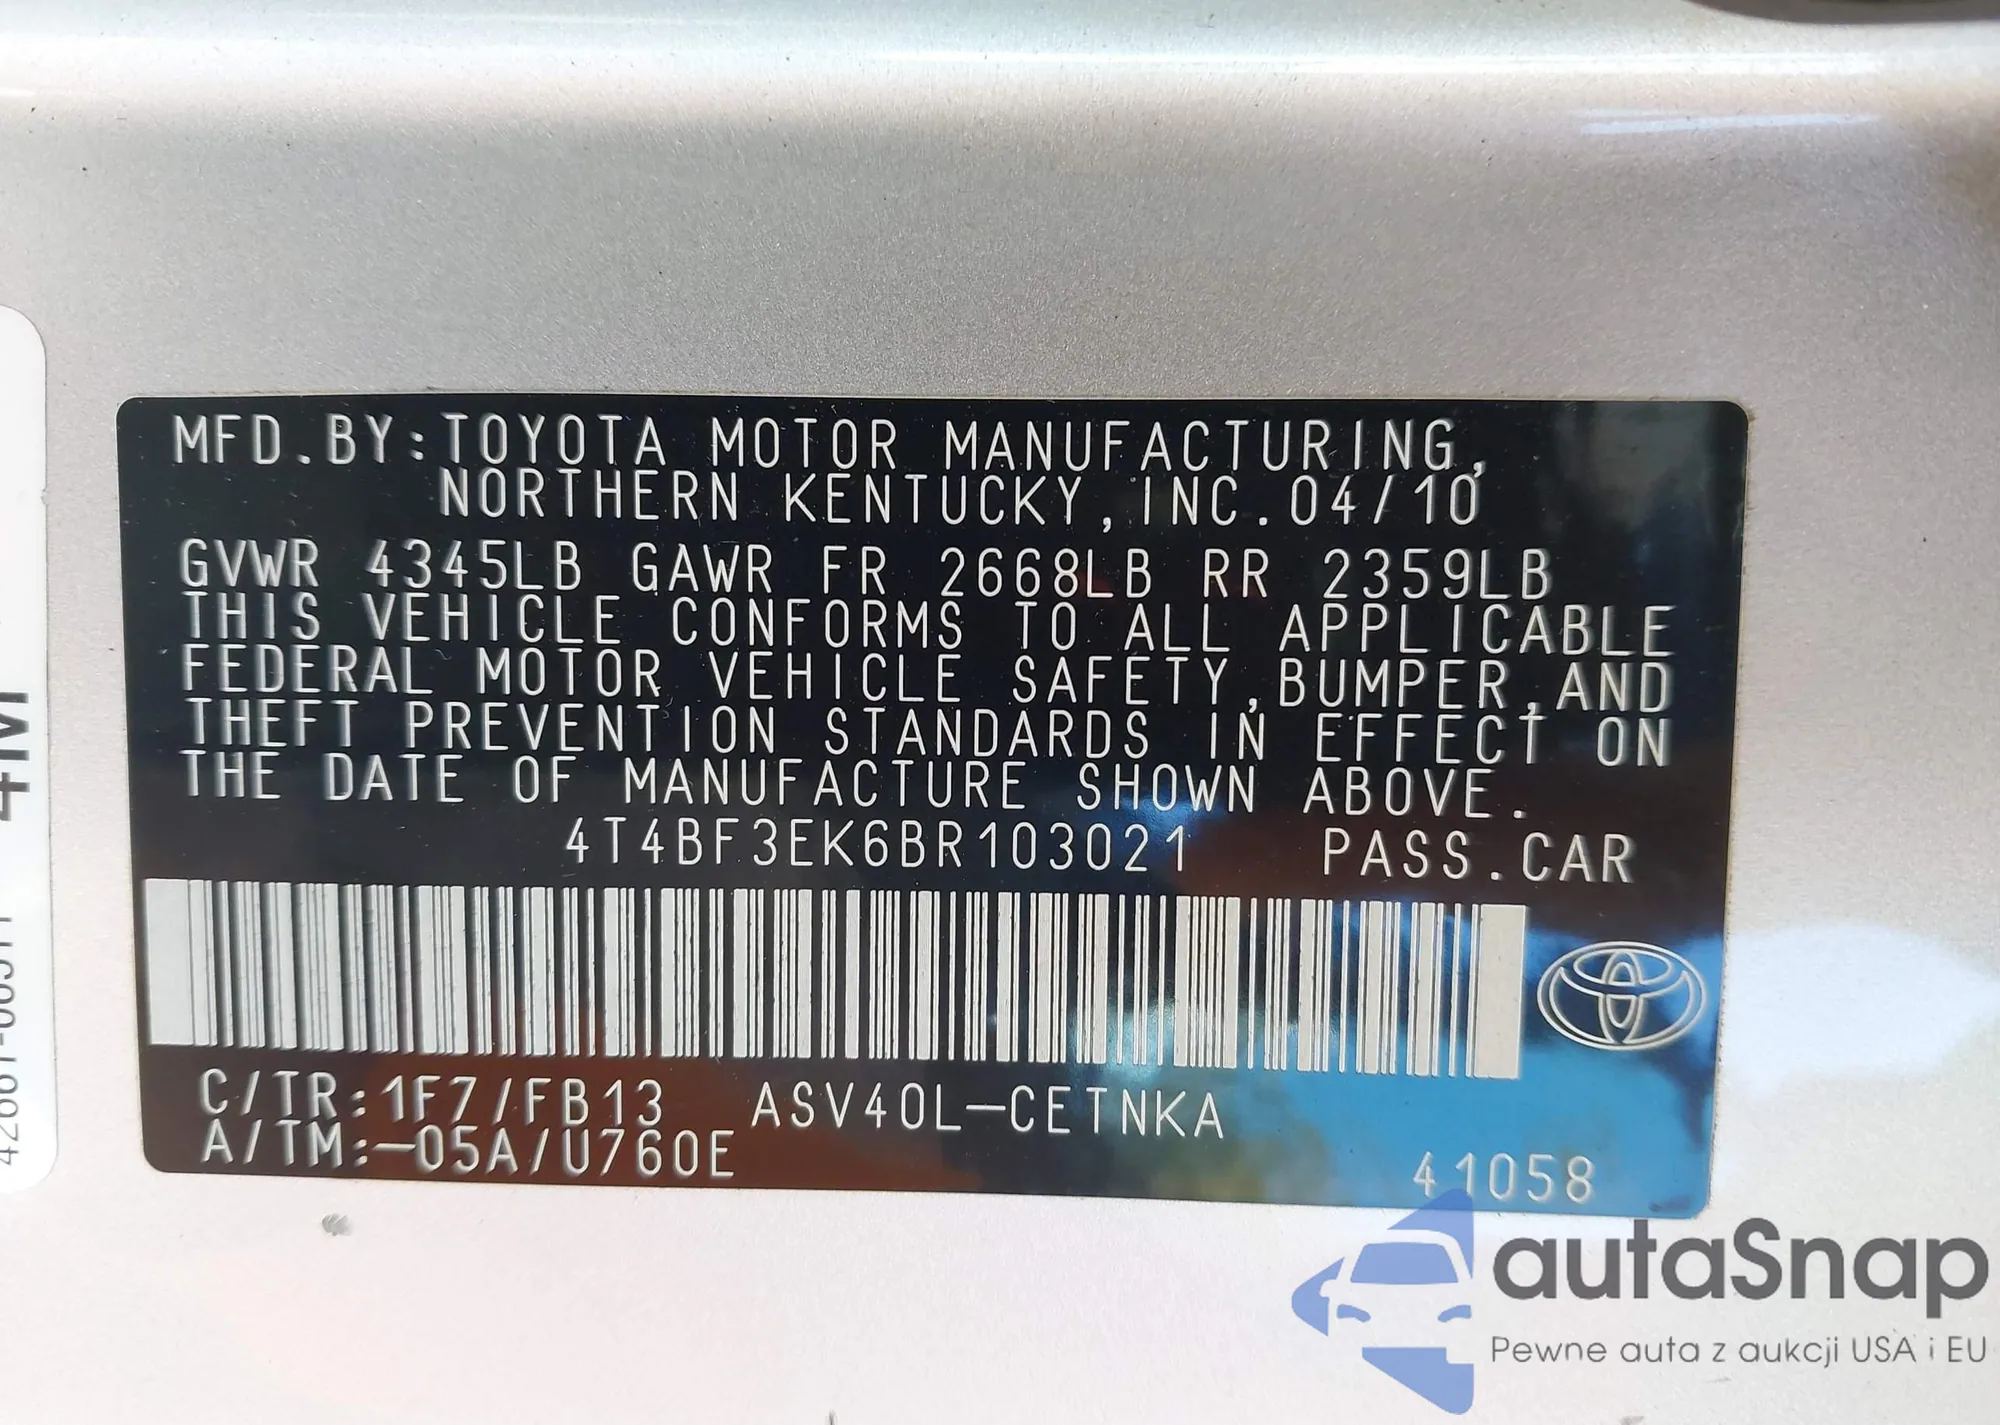 MFD.BY:TOYOTA MOTOR MANUFACTURING,
NORTHERN KENTUCKY,INC.04/10
GVWR 4345LB GAWR FR 2668LB RR 2359LB
THIS VEHICLE CONFORMS TO ALL APPLICABLE
FEDERAL MOTOR VEHICLE SAFETY,BUMPER,AND
THEFT PREVENTION STANDARDS IN EFFECT ON
THE DATE OF MANUFACTURE SHOWN ABOVE.
4T4BF3EK6BR103021 PASS.CAR
C/TR:1F7/FB13 ASV40L-CETNKA
A/TM:-05A/U760E
41058
autaSnap
Pewne auta z aukcji USA i EU